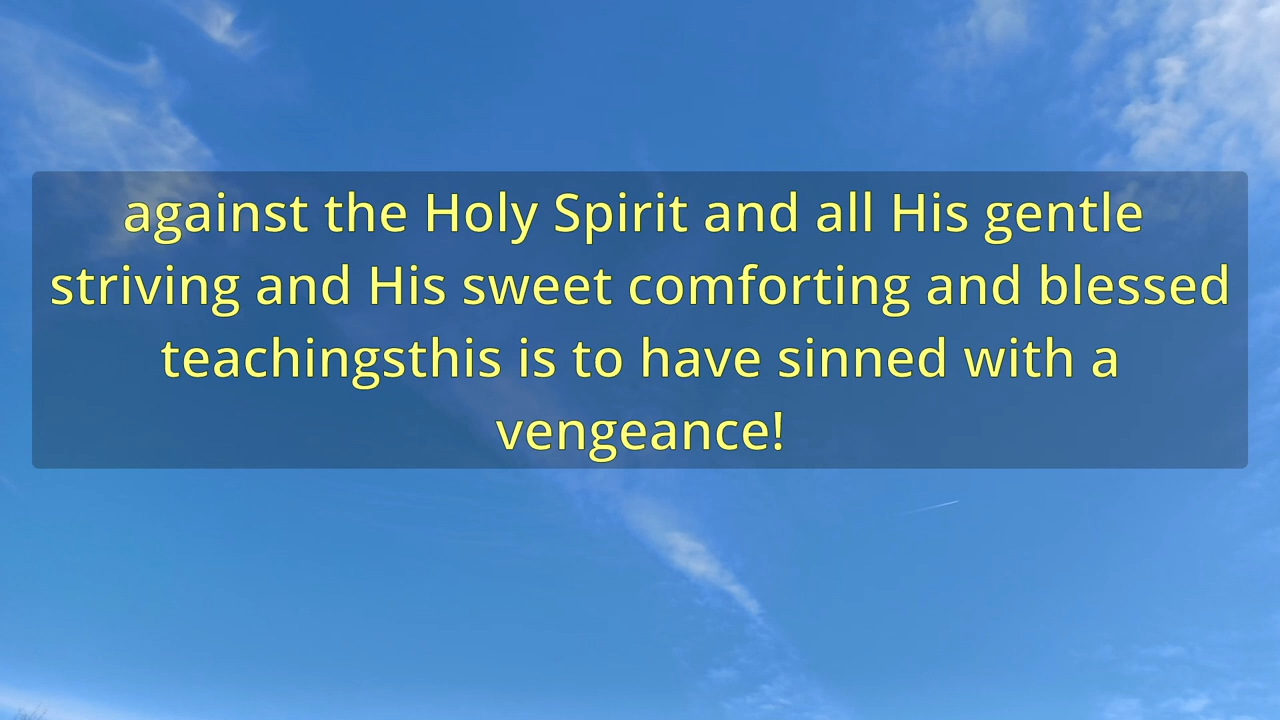 against the Holy Spirit and all His gentle
striving and His sweet comforting and blessed
teachingsthis is to have sinned with a
vengeance!